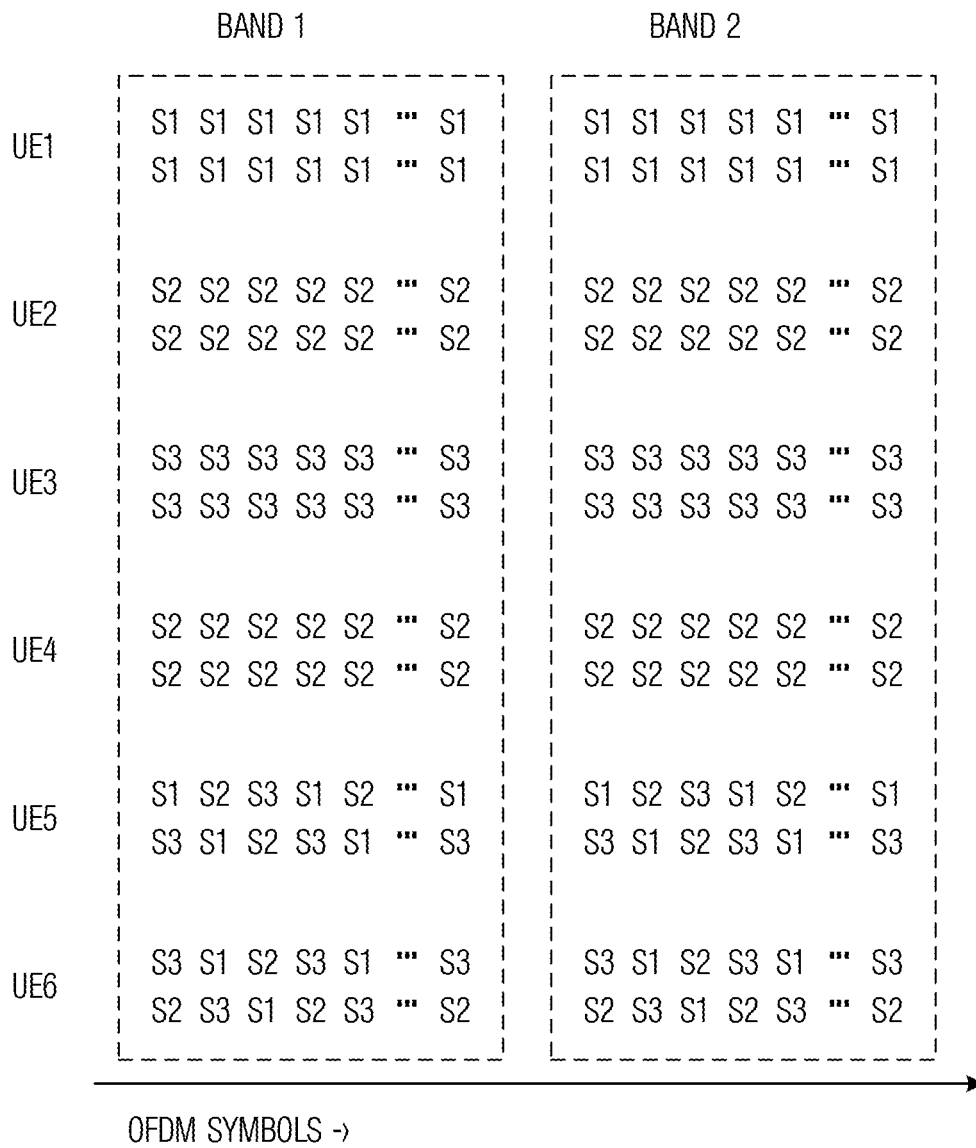 BAND 1 BAND 2
UE1
S1 S1 S1 S1 S1 ... S1 S1 S1 S1 S1 S1 ... S1
S1 S1 S1 S1 S1 ... S1 S1 S1 S1 S1 S1 ... S1
UE2
S2 S2 S2 S2 S2 ... S2 S2 S2 S2 S2 S2 ... S2
S2 S2 S2 S2 S2 ... S2 S2 S2 S2 S2 S2 ... S2
UE3
S3 S3 S3 S3 S3 ... S3 S3 S3 S3 S3 S3 ... S3
S3 S3 S3 S3 S3 ... S3 S3 S3 S3 S3 S3 ... S3
UE4
S2 S2 S2 S2 S2 ... S2 S2 S2 S2 S2 S2 ... S2
S2 S2 S2 S2 S2 ... S2 S2 S2 S2 S2 S2 ... S2
UE5
S1 S2 S3 S1 S2 ... S1 S1 S2 S3 S1 S2 ... S1
S3 S1 S2 S3 S1 ... S3 S3 S1 S2 S3 S1 ... S3
UE6
S3 S1 S2 S3 S1 ... S3 S3 S1 S2 S3 S1 ... S3
S2 S3 S1 S2 S3 ... S2 S2 S3 S1 S2 S3 ... S2
OFDM SYMBOLS ->